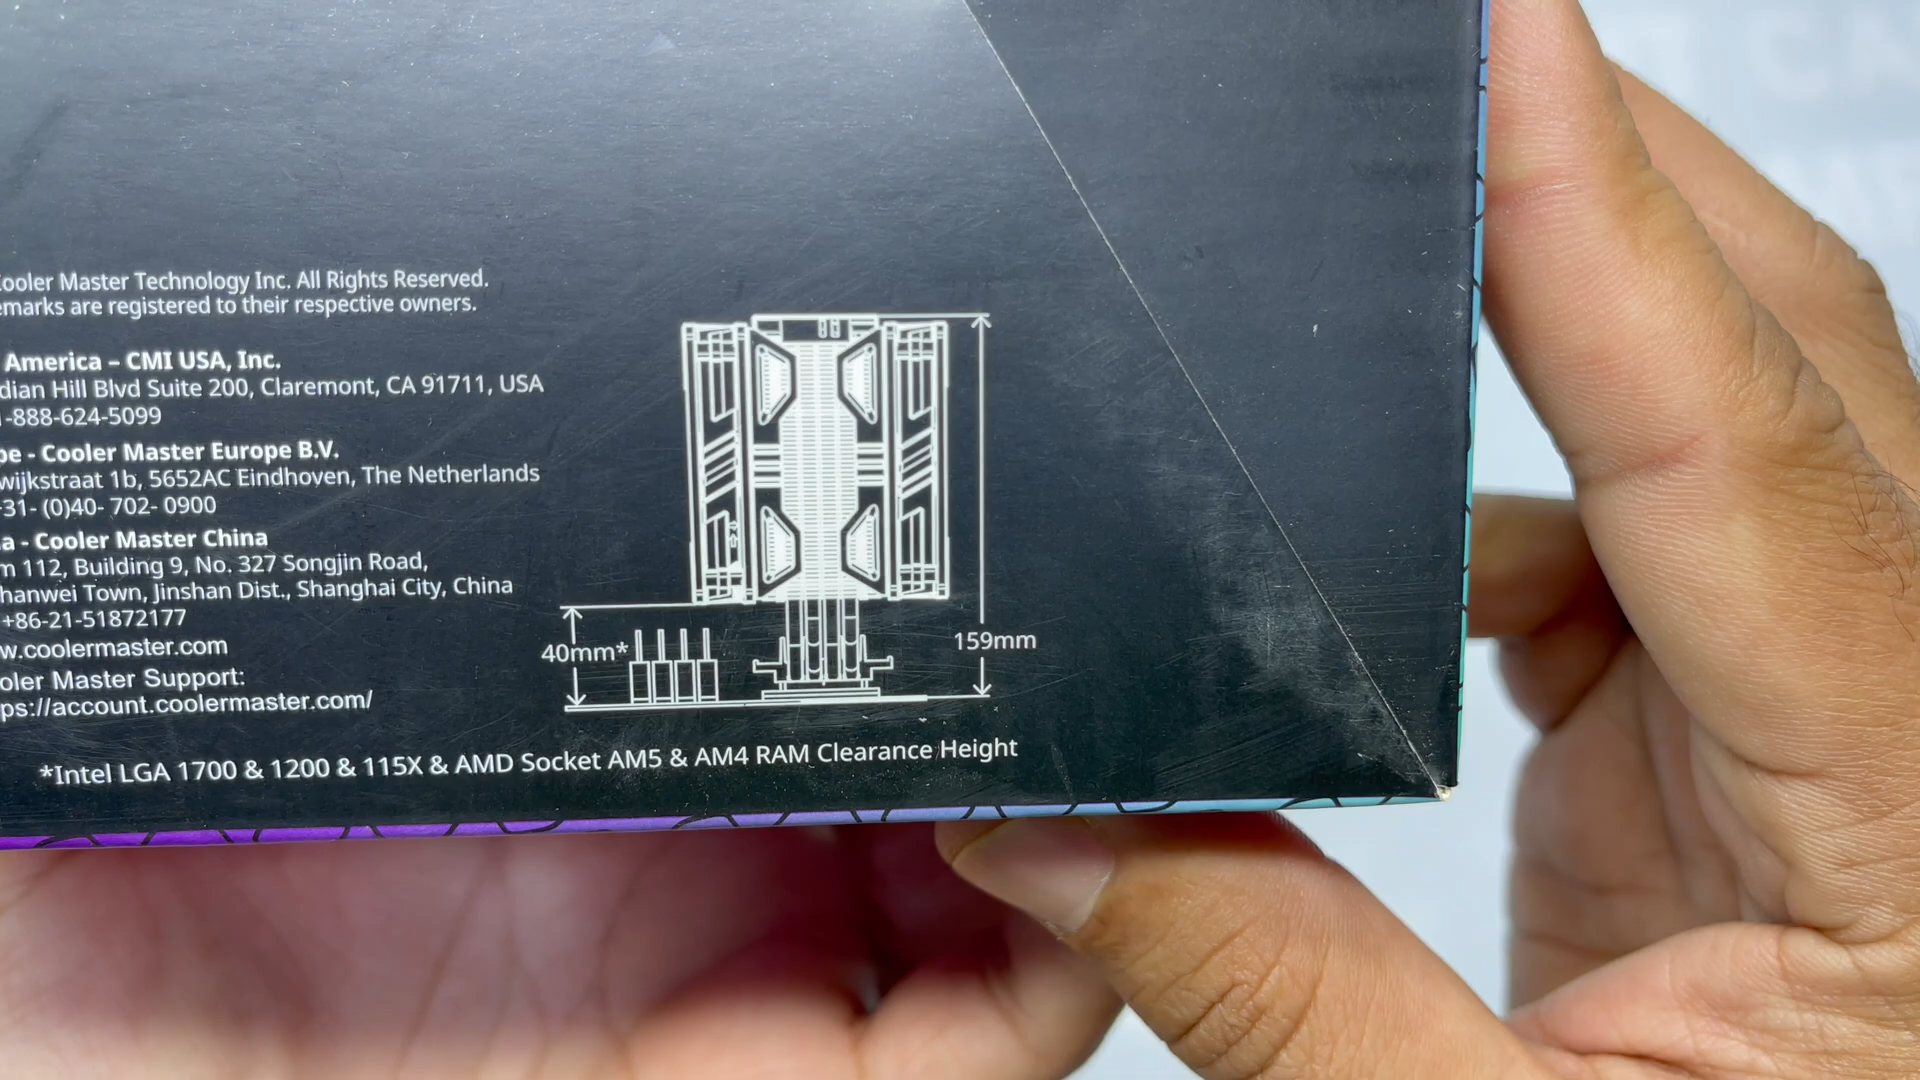 ooler Master Technology Inc. All Rights Reserved.
emarks are registered to their respective owners.
America – CMI USA, Inc.
dian Hill Blvd Suite 200, Claremont, CA 91711, USA
-888-624-5099
pe - Cooler Master Europe B.V.
wijkstraat 1b, 5652AC Eindhoven, The Netherlands
+31- (0)40- 702- 0900
a - Cooler Master China
m 112, Building 9, No. 327 Songjin Road,
hanwei Town, Jinshan Dist., Shanghai City, China
+86-21-51872177
w.coolermaster.com
oler Master Support:
ps://account.coolermaster.com/
40mm*
159mm
*Intel LGA 1700 & 1200 & 115X & AMD Socket AM5 & AM4 RAM Clearance Height